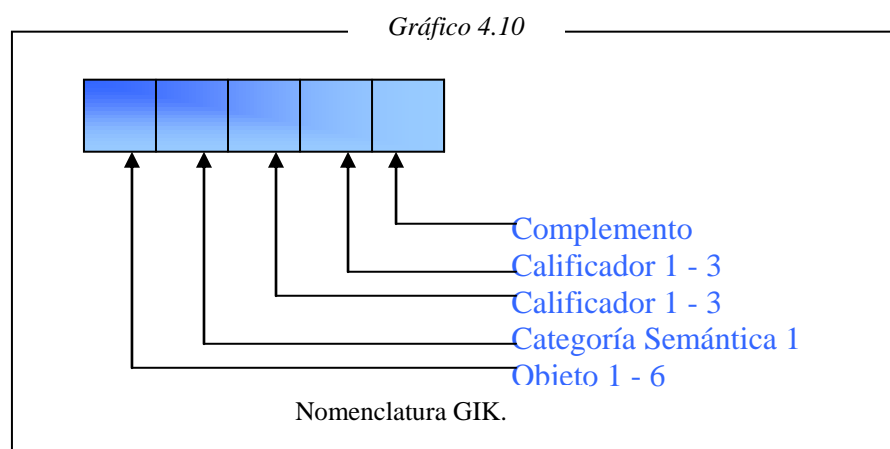 Gráfico 4.10
Complemento
Calificador 1 - 3
Calificador 1 - 3
Categoría Semántica 1
Objeto 1 - 6
Nomenclatura GIK.